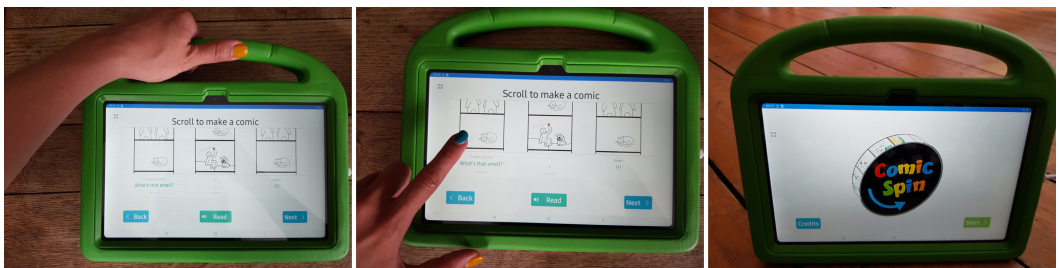 Scroll to make a comic
What's that smell?
Back
Read
Next
Scroll to make a comic
What's that smell?
Back
Read
Next
Comic
Spin
Credits
Start